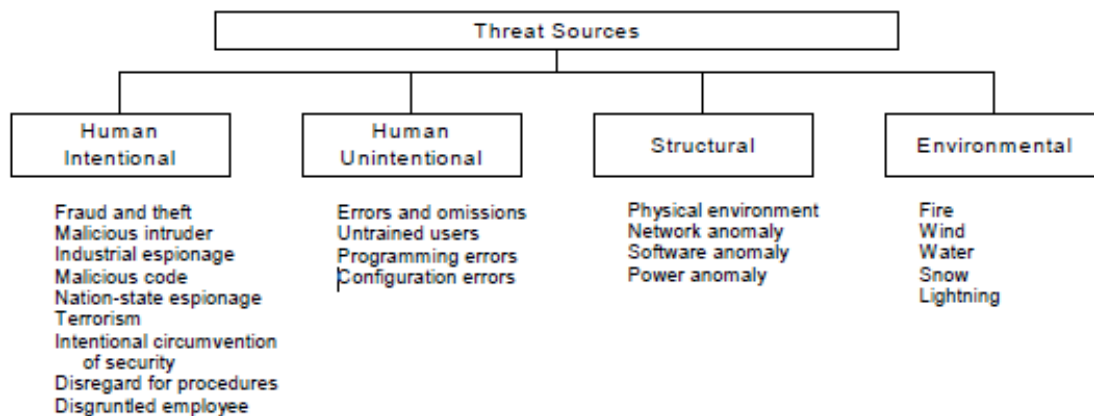 Threat Sources
Human
Intentional
Human
Unintentional
Structural
Environmental
Fraud and theft
Malicious intruder
Industrial espionage
Malicious code
Nation-state espionage
Terrorism
Intentional circumvention
of security
Disregard for procedures
Disgruntled employee
Errors and omissions
Untrained users
Programming errors
Configuration errors
Physical environment
Network anomaly
Software anomaly
Power anomaly
Fire
Wind
Water
Snow
Lightning